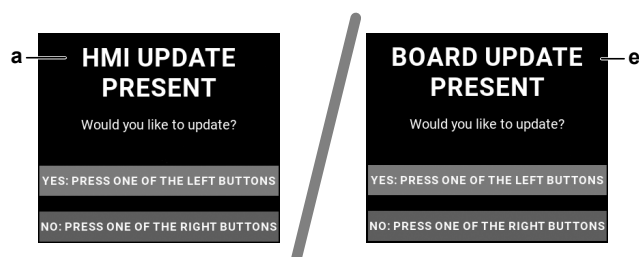 a
HMI UPDATE
PRESENT
Would you like to update?
YES: PRESS ONE OF THE LEFT BUTTONS
NO: PRESS ONE OF THE RIGHT BUTTONS
BOARD UPDATE
PRESENT
Would you like to update?
YES: PRESS ONE OF THE LEFT BUTTONS
NO: PRESS ONE OF THE RIGHT BUTTONS
e